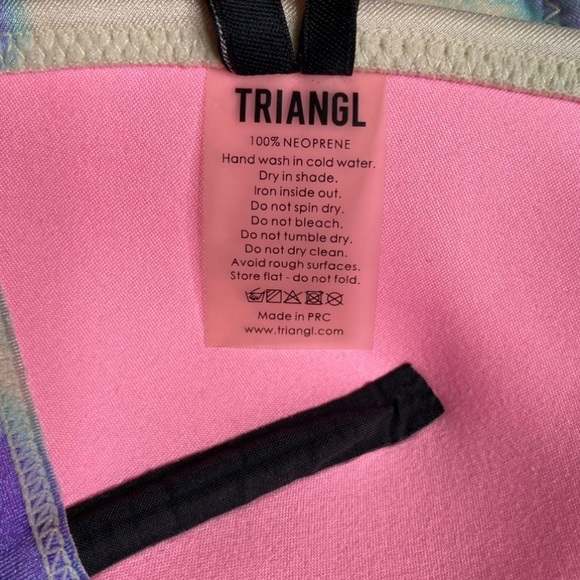 TRIANGL
100% NEOPRENE
Hand wash in cold water.
Dry in shade.
Iron inside out.
Do not spin dry.
Do not bleach.
Do not tumble dry.
Do not dry clean.
Avoid rough surfaces.
Store flat - do not fold.
Made in PRC
www.triangl.com